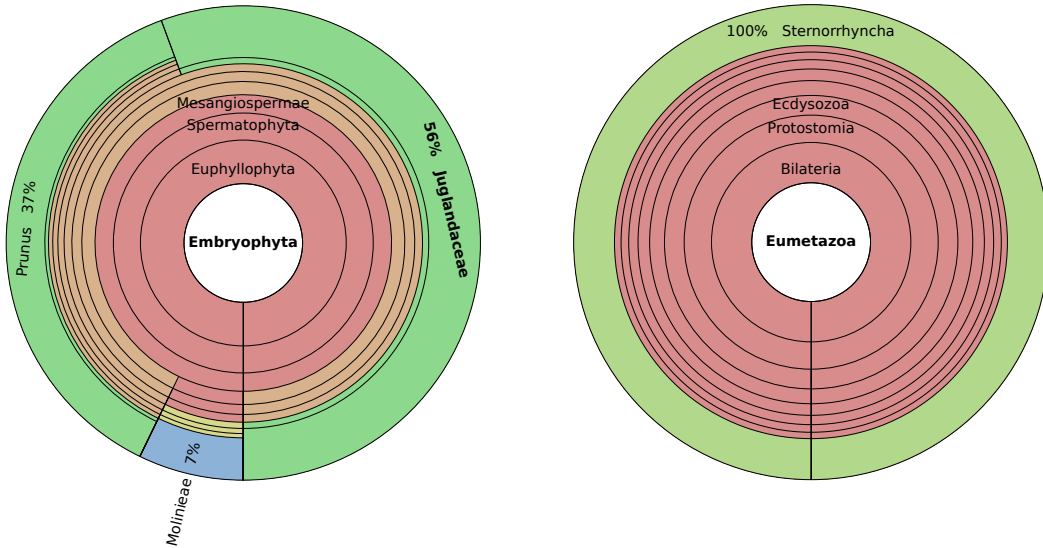 Mesangiospermae
Spermatophyta
Euphyllophyta
Embryophyta
56% Juglandaceae
Prunus 37%
Molinieae 7%
100% Sternorrhyncha
Ecdysozoa
Protostomia
Bilateria
Eumetazoa